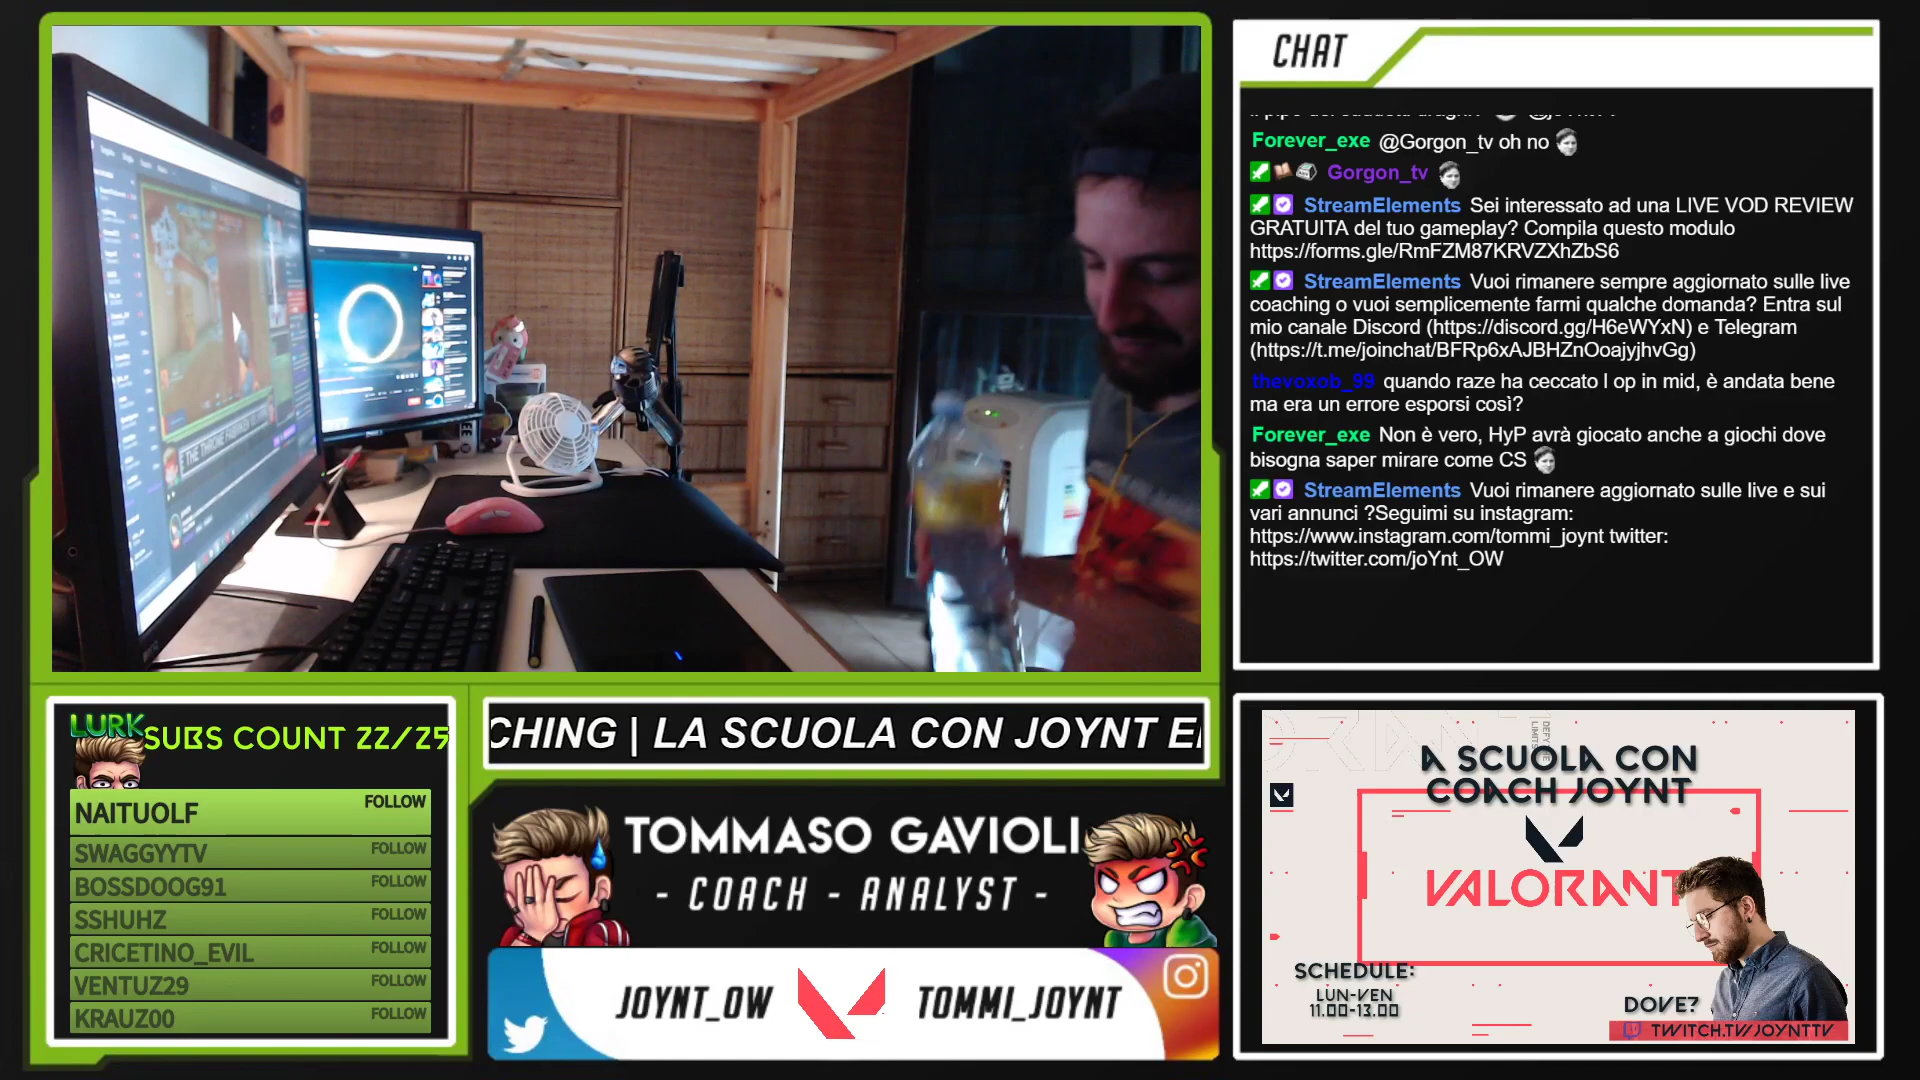 CHAT
Forever_exe @Gorgon_tv oh no
Gorgon_tv
StreamElements Sei interessato ad una LIVE VOD REVIEW
GRATUITA del tuo gameplay? Compila questo modulo
https://forms.gle/RmFZM87KRVZXhZbS6
StreamElements Vuoi rimanere sempre aggiornato sulle live
coaching o vuoi semplicemente farmi qualche domanda? Entra sul
mio canale Discord (https://discord.gg/H6eWYxN) e Telegram
(https://t.me/joinchat/BFRp6xAJBHZnOoajyjhvGg)
thevoxob_99 quando raze ha ceccato l op in mid, è andata bene
ma era un errore esporsi così?
Forever_exe Non è vero, HyP avrà giocato anche a giochi dove
bisogna saper mirare come CS
StreamElements Vuoi rimanere aggiornato sulle live e sui
vari annunci ?Seguimi su instagram:
https://www.instagram.com/tommi_joynt twitter:
https://twitter.com/joYnt_OW
LURK
SUBS COUNT 22/25
NAITUOLF FOLLOW
SWAGGYYTV FOLLOW
BOSSDOOG91 FOLLOW
SSHUHZ FOLLOW
CRICETINO_EVIL FOLLOW
VENTUZ29 FOLLOW
KRAUZ00 FOLLOW
CHING | LA SCUOLA CON JOYNT
TOMMASO GAVIOLI
- COACH - ANALYST -
JOYNT_OW
TOMMI_JOYNT
A SCUOLA CON
COACH JOYNT
VALORANT
SCHEDULE:
LUN-VEN
11.00-13.00
DOVE?
TWITCH.TV/JOYNTTV